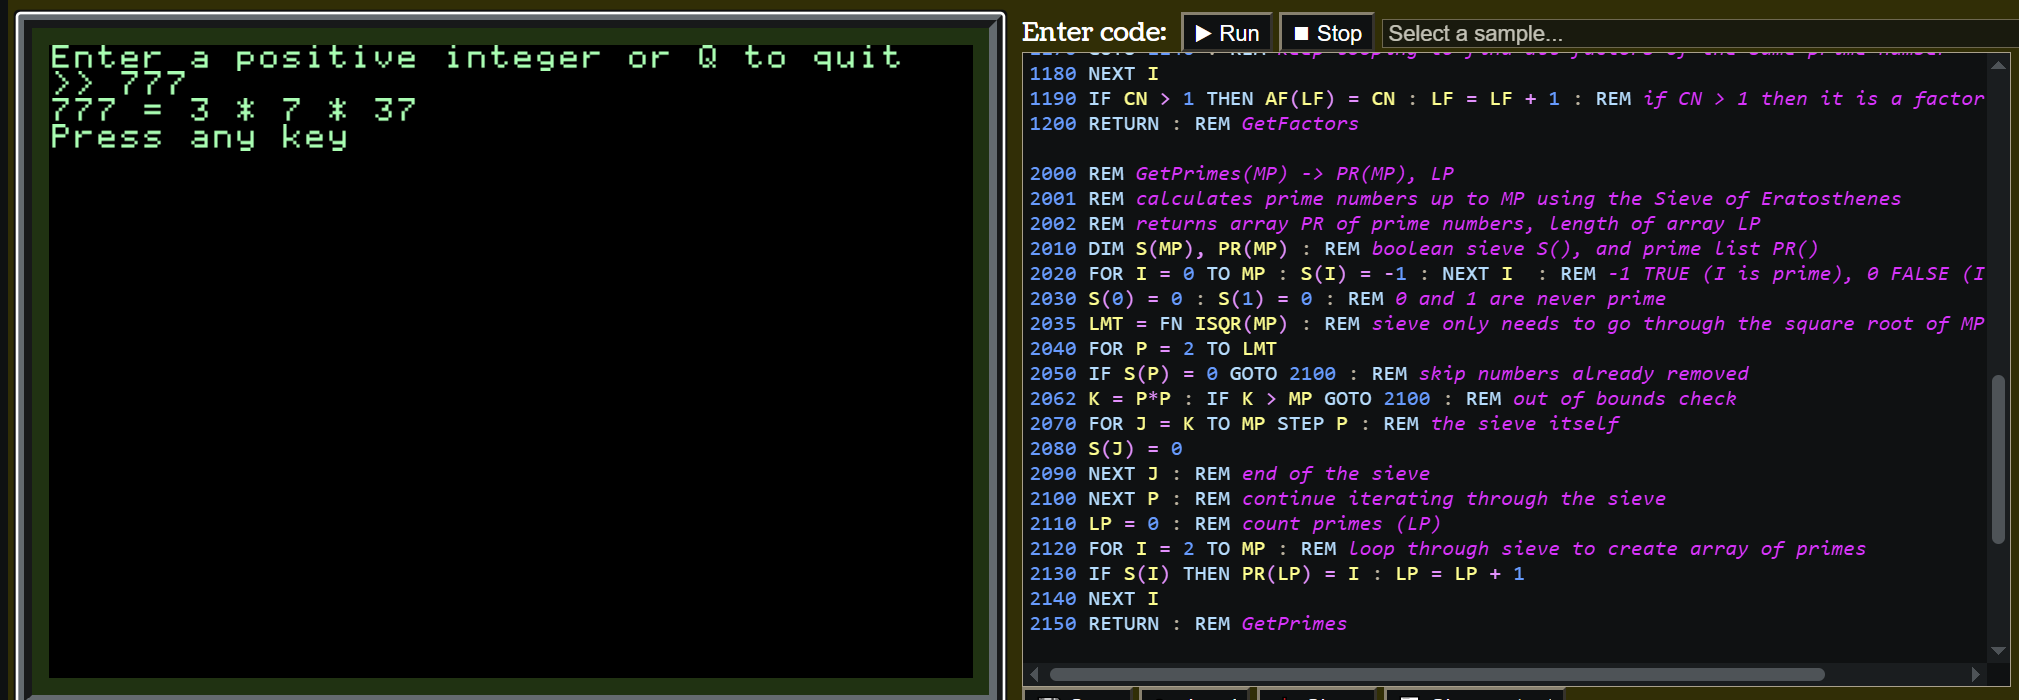 Enter a positive integer or Q to quit
>> 777
777 = 3 * 7 * 37
Press any key
Enter code:
▶ Run
■ Stop
Select a sample...
1180 NEXT I
1190 IF CN > 1 THEN AF(LF) = CN : LF = LF + 1 : REM if CN > 1 then it is a factor
1200 RETURN : REM GetFactors
2000 REM GetPrimes(MP) -> PR(MP), LP
2001 REM calculates prime numbers up to MP using the Sieve of Eratosthenes
2002 REM returns array PR of prime numbers, length of array LP
2010 DIM S(MP), PR(MP) : REM boolean sieve S(), and prime list PR()
2020 FOR I = 0 TO MP : S(I) = -1 : NEXT I  : REM -1 TRUE (I is prime), 0 FALSE (I
2030 S(0) = 0 : S(1) = 0 : REM 0 and 1 are never prime
2035 LMT = FN ISQR(MP) : REM sieve only needs to go through the square root of MP
2040 FOR P = 2 TO LMT
2050 IF S(P) = 0 GOTO 2100 : REM skip numbers already removed
2062 K = P*P : IF K > MP GOTO 2100 : REM out of bounds check
2070 FOR J = K TO MP STEP P : REM the sieve itself
2080 S(J) = 0
2090 NEXT J : REM end of the sieve
2100 NEXT P : REM continue iterating through the sieve
2110 LP = 0 : REM count primes (LP)
2120 FOR I = 2 TO MP : REM loop through sieve to create array of primes
2130 IF S(I) THEN PR(LP) = I : LP = LP + 1
2140 NEXT I
2150 RETURN : REM GetPrimes